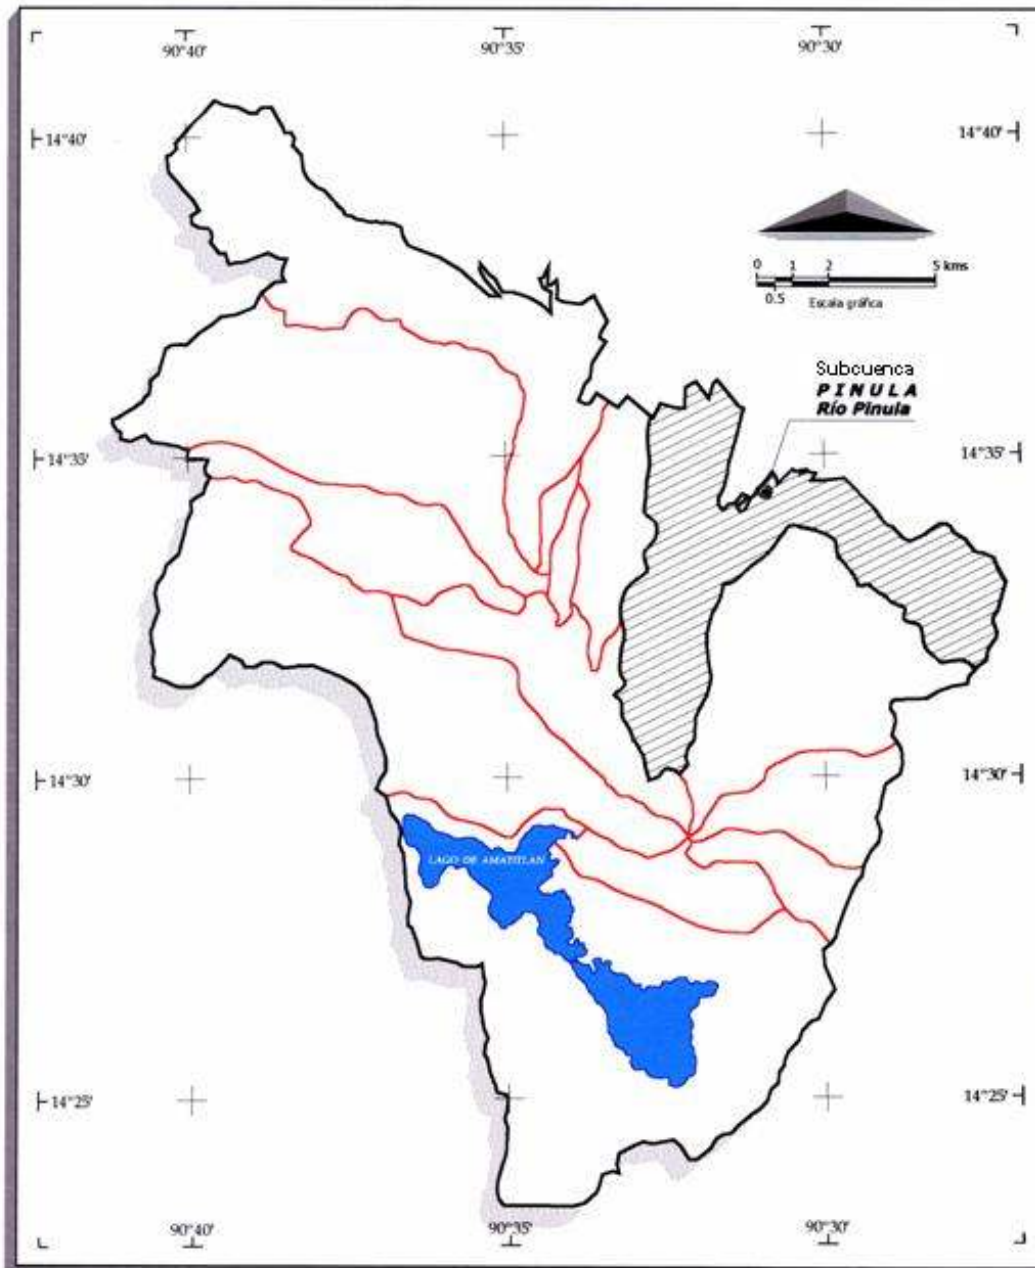 90°40' 90°35' 90°30'
14°40' 14°40'
0 1 2 5 kms
0.5 Escala gráfica
Subcuenca
PINULA
Río Pinula
14°35' 14°35'
14°30' 14°30'
LAGO DE AMATITLAN
14°25' 14°25'
90°40' 90°35' 90°30'